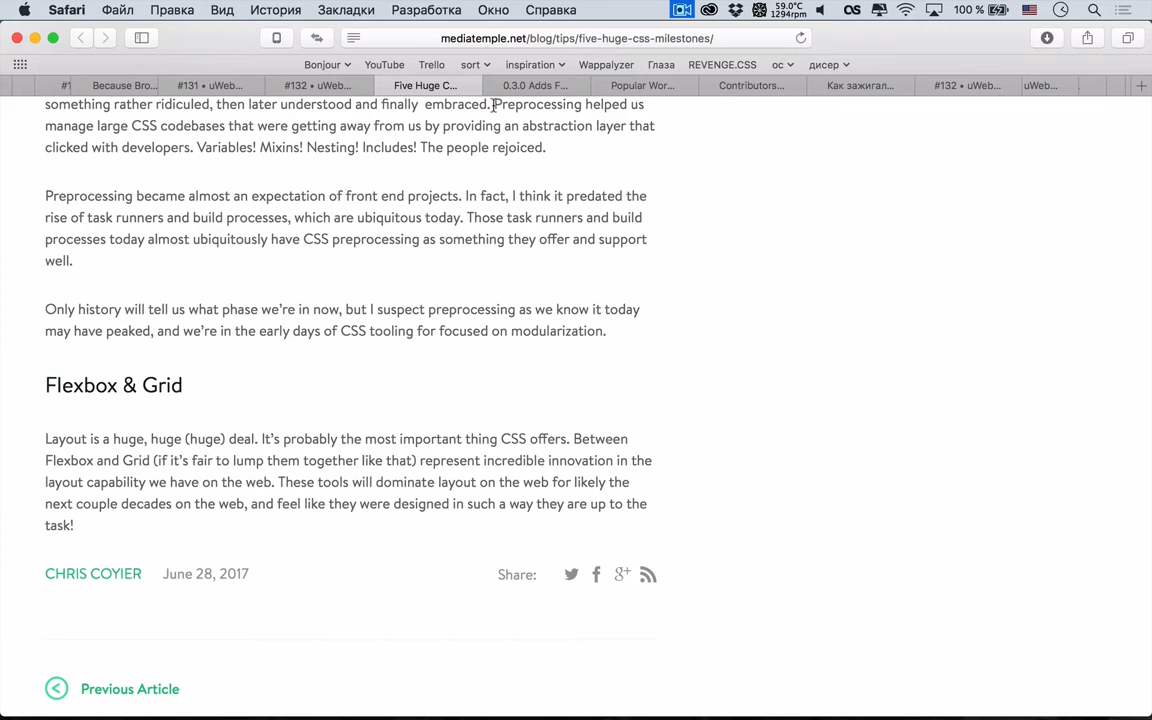 Safari Файл Правка Вид История Закладки Разработка Окно Справка 59.0°C 1294rpm 100 %
mediatemple.net/blog/tips/five-huge-css-milestones/
Bonjour YouTube Trello sort inspiration Wappalyzer Глаза REVENGE.CSS ос дисер
#1 Because Bro... #131 • uWeb... #132 • uWeb... Five Huge C... 0.3.0 Adds F... Popular Wor... Contributors... Как зажигал... #132 • uWeb... uWeb...
something rather ridiculed, then later understood and finally embraced. Preprocessing helped us
manage large CSS codebases that were getting away from us by providing an abstraction layer that
clicked with developers. Variables! Mixins! Nesting! Includes! The people rejoiced.
Preprocessing became almost an expectation of front end projects. In fact, I think it predated the
rise of task runners and build processes, which are ubiquitous today. Those task runners and build
processes today almost ubiquitously have CSS preprocessing as something they offer and support
well.
Only history will tell us what phase we're in now, but I suspect preprocessing as we know it today
may have peaked, and we're in the early days of CSS tooling for focused on modularization.
Flexbox & Grid
Layout is a huge, huge (huge) deal. It's probably the most important thing CSS offers. Between
Flexbox and Grid (if it's fair to lump them together like that) represent incredible innovation in the
layout capability we have on the web. These tools will dominate layout on the web for likely the
next couple decades on the web, and feel like they were designed in such a way they are up to the
task!
CHRIS COYIER June 28, 2017 Share:
Previous Article